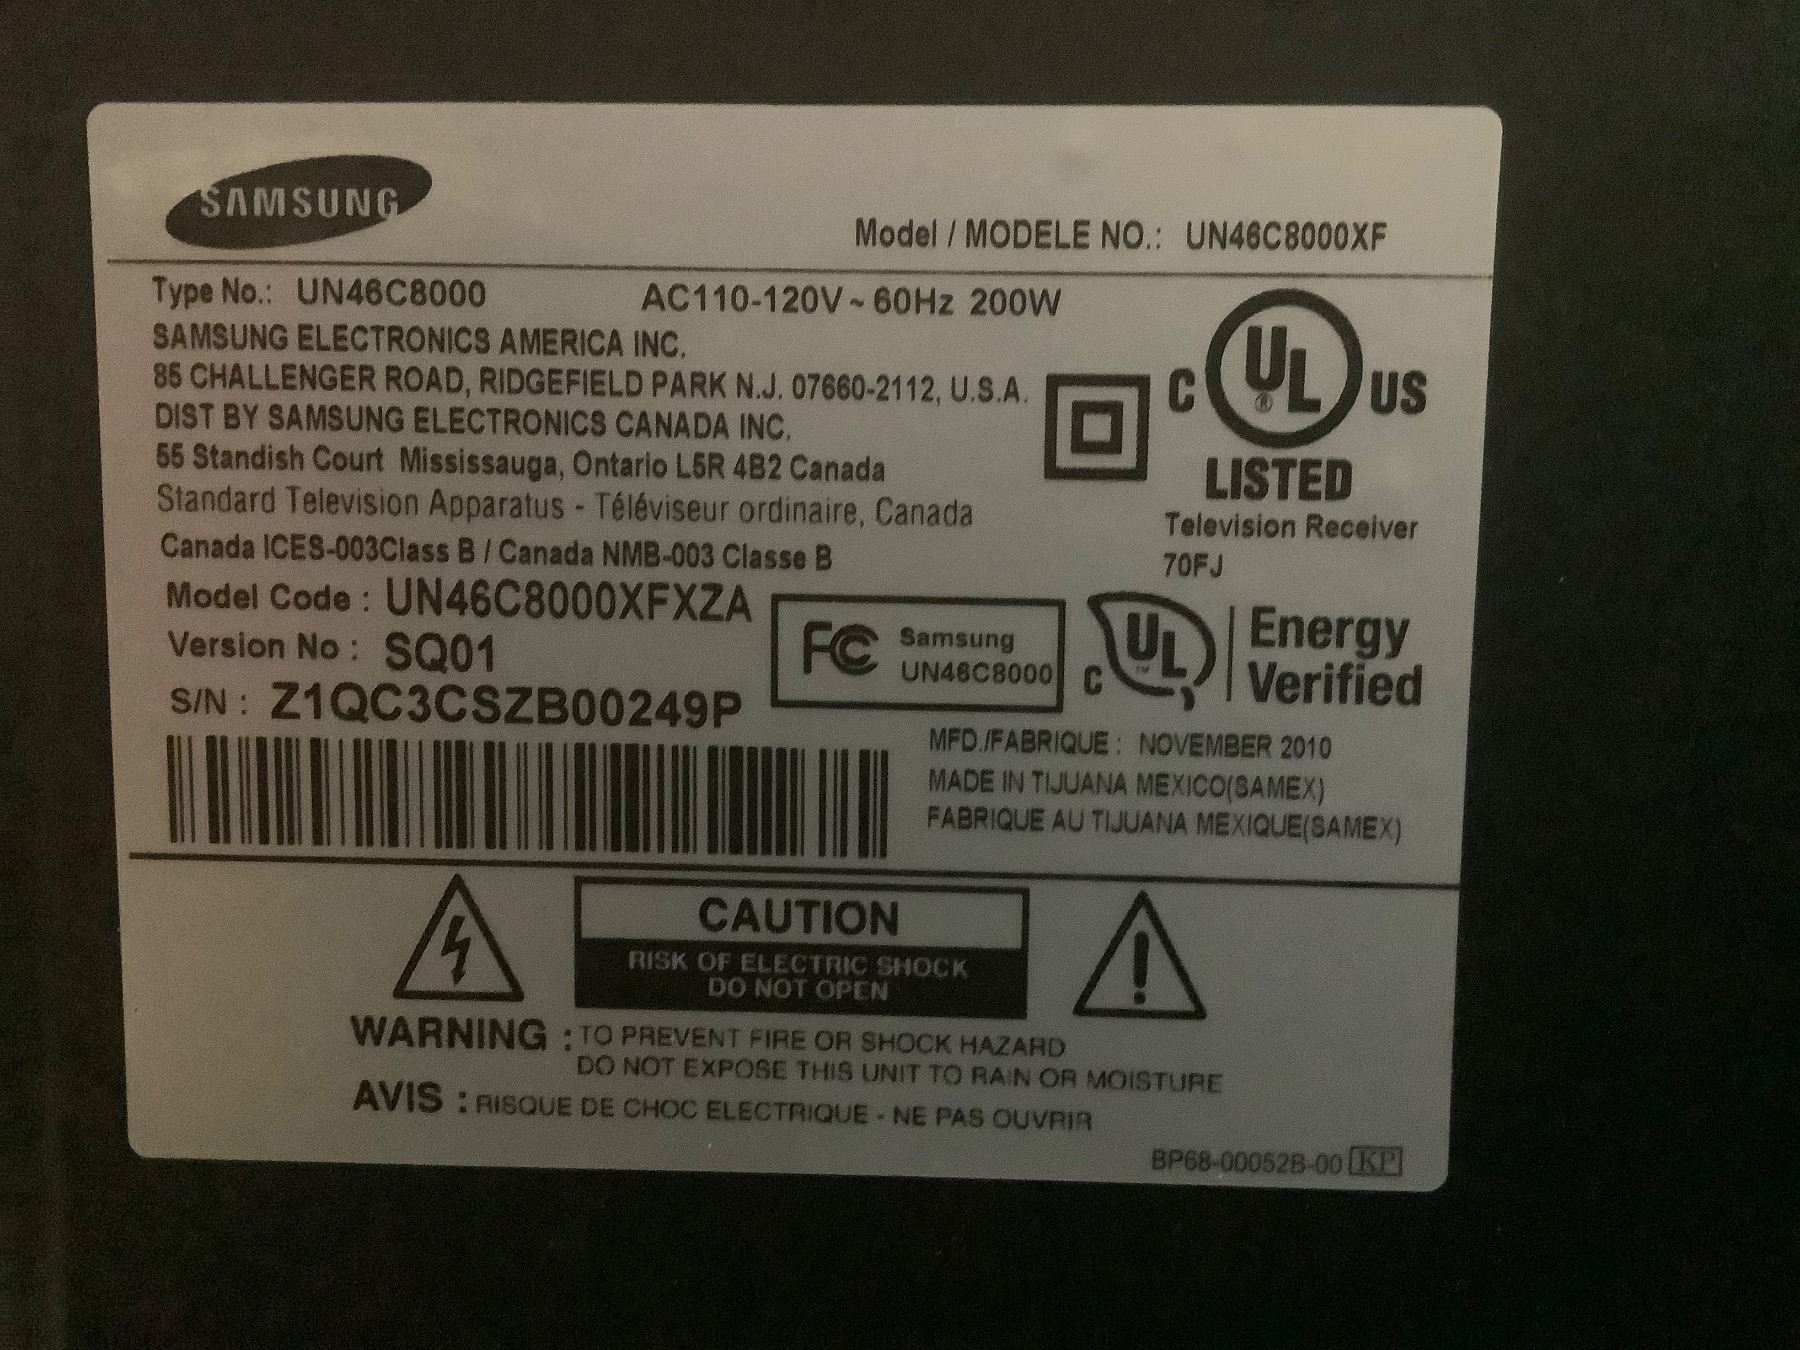 SAMSUNG
Model / MODELE NO.: UN46C8000XF
Type No.: UN46C8000 AC110-120V ~ 60Hz 200W
SAMSUNG ELECTRONICS AMERICA INC.
85 CHALLENGER ROAD, RIDGEFIELD PARK N.J. 07660-2112, U.S.A.
DIST BY SAMSUNG ELECTRONICS CANADA INC.
55 Standish Court Mississauga, Ontario L5R 4B2 Canada
Standard Television Apparatus - Téléviseur ordinaire, Canada
Canada ICES-003Class B / Canada NMB-003 Classe B
C UL ® US
LISTED
Television Receiver
70FJ
Model Code : UN46C8000XFXZA
Version No : SQ01
S/N : Z1QC3CSZB00249P
FC Samsung
UN46C8000
C UL ™ Energy
Verified
MFD./FABRIQUE : NOVEMBER 2010
MADE IN TIJUANA MEXICO(SAMEX)
FABRIQUE AU TIJUANA MEXIQUE(SAMEX)
CAUTION
RISK OF ELECTRIC SHOCK
DO NOT OPEN
WARNING : TO PREVENT FIRE OR SHOCK HAZARD
DO NOT EXPOSE THIS UNIT TO RAIN OR MOISTURE
AVIS : RISQUE DE CHOC ELECTRIQUE - NE PAS OUVRIR
BP68-00052B-00 KP